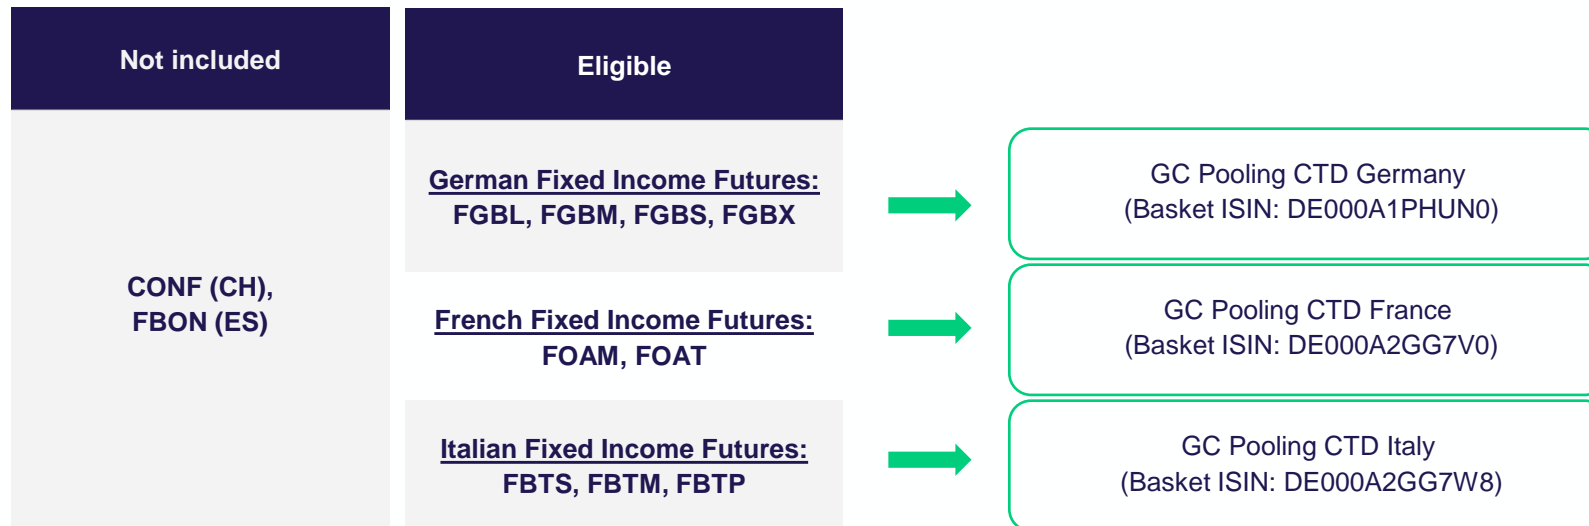 Not included
Eligible
CONF (CH),
FBON (ES)
German Fixed Income Futures:
FGBL, FGBM, FGBS, FGBX
GC Pooling CTD Germany
(Basket ISIN: DE000A1PHUN0)
French Fixed Income Futures:
FOAM, FOAT
GC Pooling CTD France
(Basket ISIN: DE000A2GG7V0)
Italian Fixed Income Futures:
FBTS, FBTM, FBTP
GC Pooling CTD Italy
(Basket ISIN: DE000A2GG7W8)